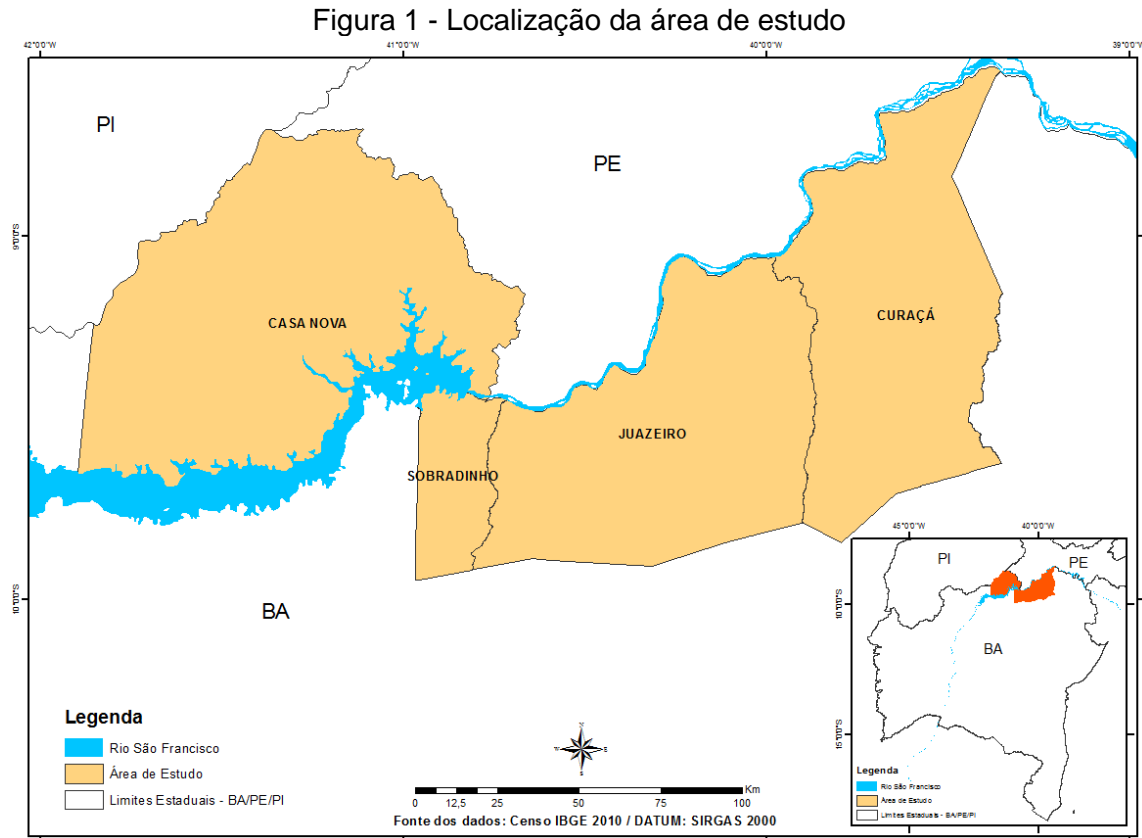 Figura 1 - Localização da área de estudo
42°0'0"W 41°0'0"W 40°0'0"W 39°0'0"W
PI
PE
9°0'0"S
CASA NOVA
CURAÇÁ
JUAZEIRO
SOBRADINHO
10°0'0"S
BA
Legenda
Rio São Francisco
Área de Estudo
Limites Estaduais - BA/PE/PI
N
W E
S
Km
0 12,5 25 50 75 100
Fonte dos dados: Censo IBGE 2010 / DATUM: SIRGAS 2000
45°0'0"W 40°0'0"W
PI
PE
10°0'0"S
BA
15°0'0"S
Legenda
Rio São Francisco
Área de Estudo
Limites Estaduais - BA/PE/PI